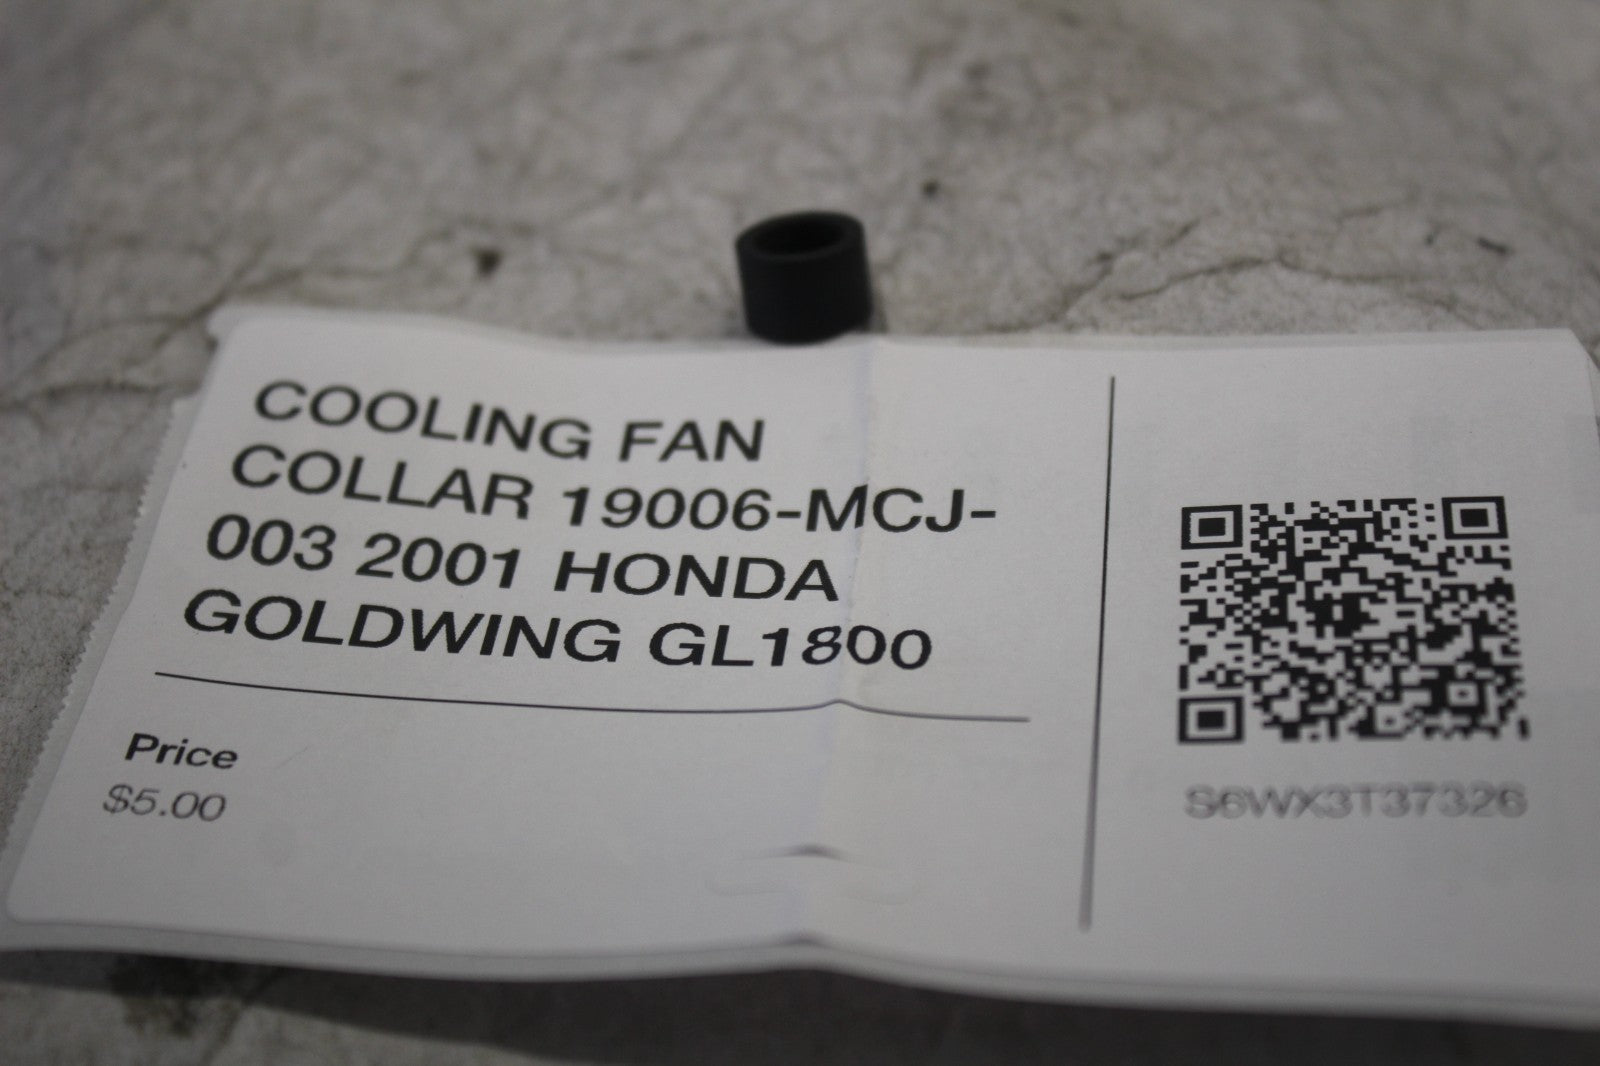 COOLING FAN
COLLAR 19006-MCJ-
003 2001 HONDA
GOLDWING GL1800
Price
$5.00
S6WX3T37326